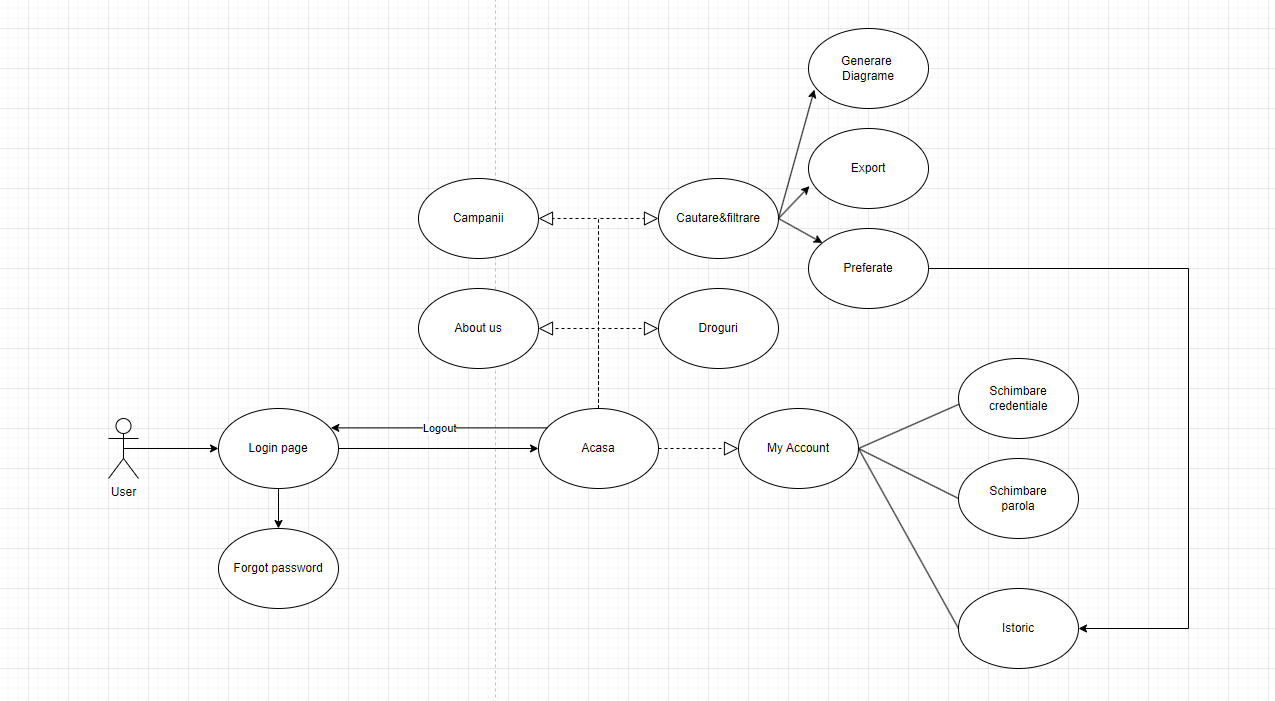 Generare
Diagrame
Export
Campanii
Cautare&filtrare
Preferate
About us
Droguri
Schimbare
credentiale
Logout
Login page
Acasa
My Account
User
Schimbare
parola
Forgot password
Istoric